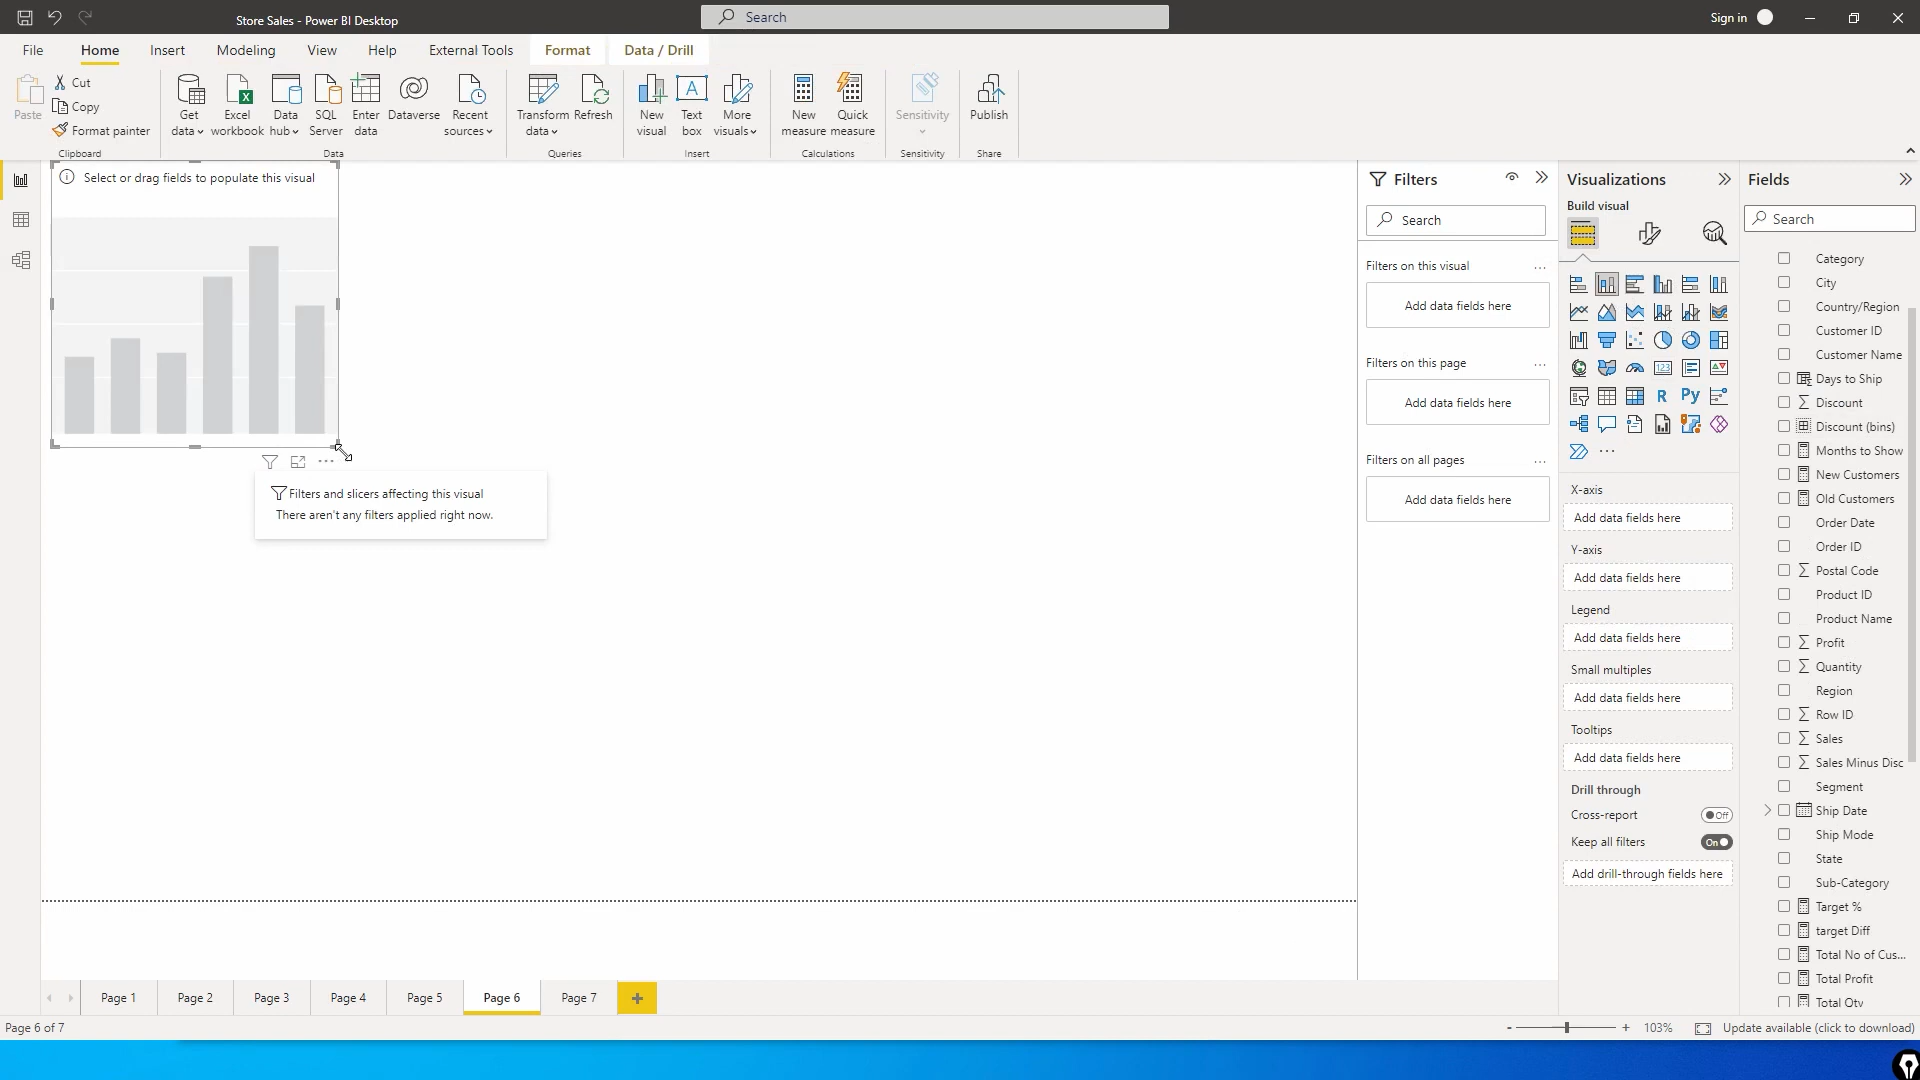 Store Sales - Power BI Desktop
Search
Sign in
File
Home
Insert
Modeling
View
Help
External Tools
Format
Data / Drill
Paste
Cut
Copy
Format painter
Clipboard
Get data
Excel workbook
Data hub
SQL Server
Enter data
Dataverse
Recent sources
Data
Transform data
Refresh
Queries
New visual
Text box
More visuals
Insert
New measure
Quick measure
Calculations
Sensitivity
Sensitivity
Publish
Share
Select or drag fields to populate this visual
Filters and slicers affecting this visual
There aren't any filters applied right now.
Filters
Search
Filters on this visual
Add data fields here
Filters on this page
Add data fields here
Filters on all pages
Add data fields here
Visualizations
Build visual
123
R
Py
X-axis
Add data fields here
Y-axis
Add data fields here
Legend
Add data fields here
Small multiples
Add data fields here
Tooltips
Add data fields here
Drill through
Cross-report
Off
Keep all filters
On
Add drill-through fields here
Fields
Search
Category
City
Country/Region
Customer ID
Customer Name
Days to Ship
Discount
Discount (bins)
Months to Show
New Customers
Old Customers
Order Date
Order ID
Postal Code
Product ID
Product Name
Profit
Quantity
Region
Row ID
Sales
Sales Minus Disc
Segment
Ship Date
Ship Mode
State
Sub-Category
Target %
target Diff
Total No of Cus...
Total Profit
Total Qty
Page 1
Page 2
Page 3
Page 4
Page 5
Page 6
Page 7
Page 6 of 7
103%
Update available (click to download)